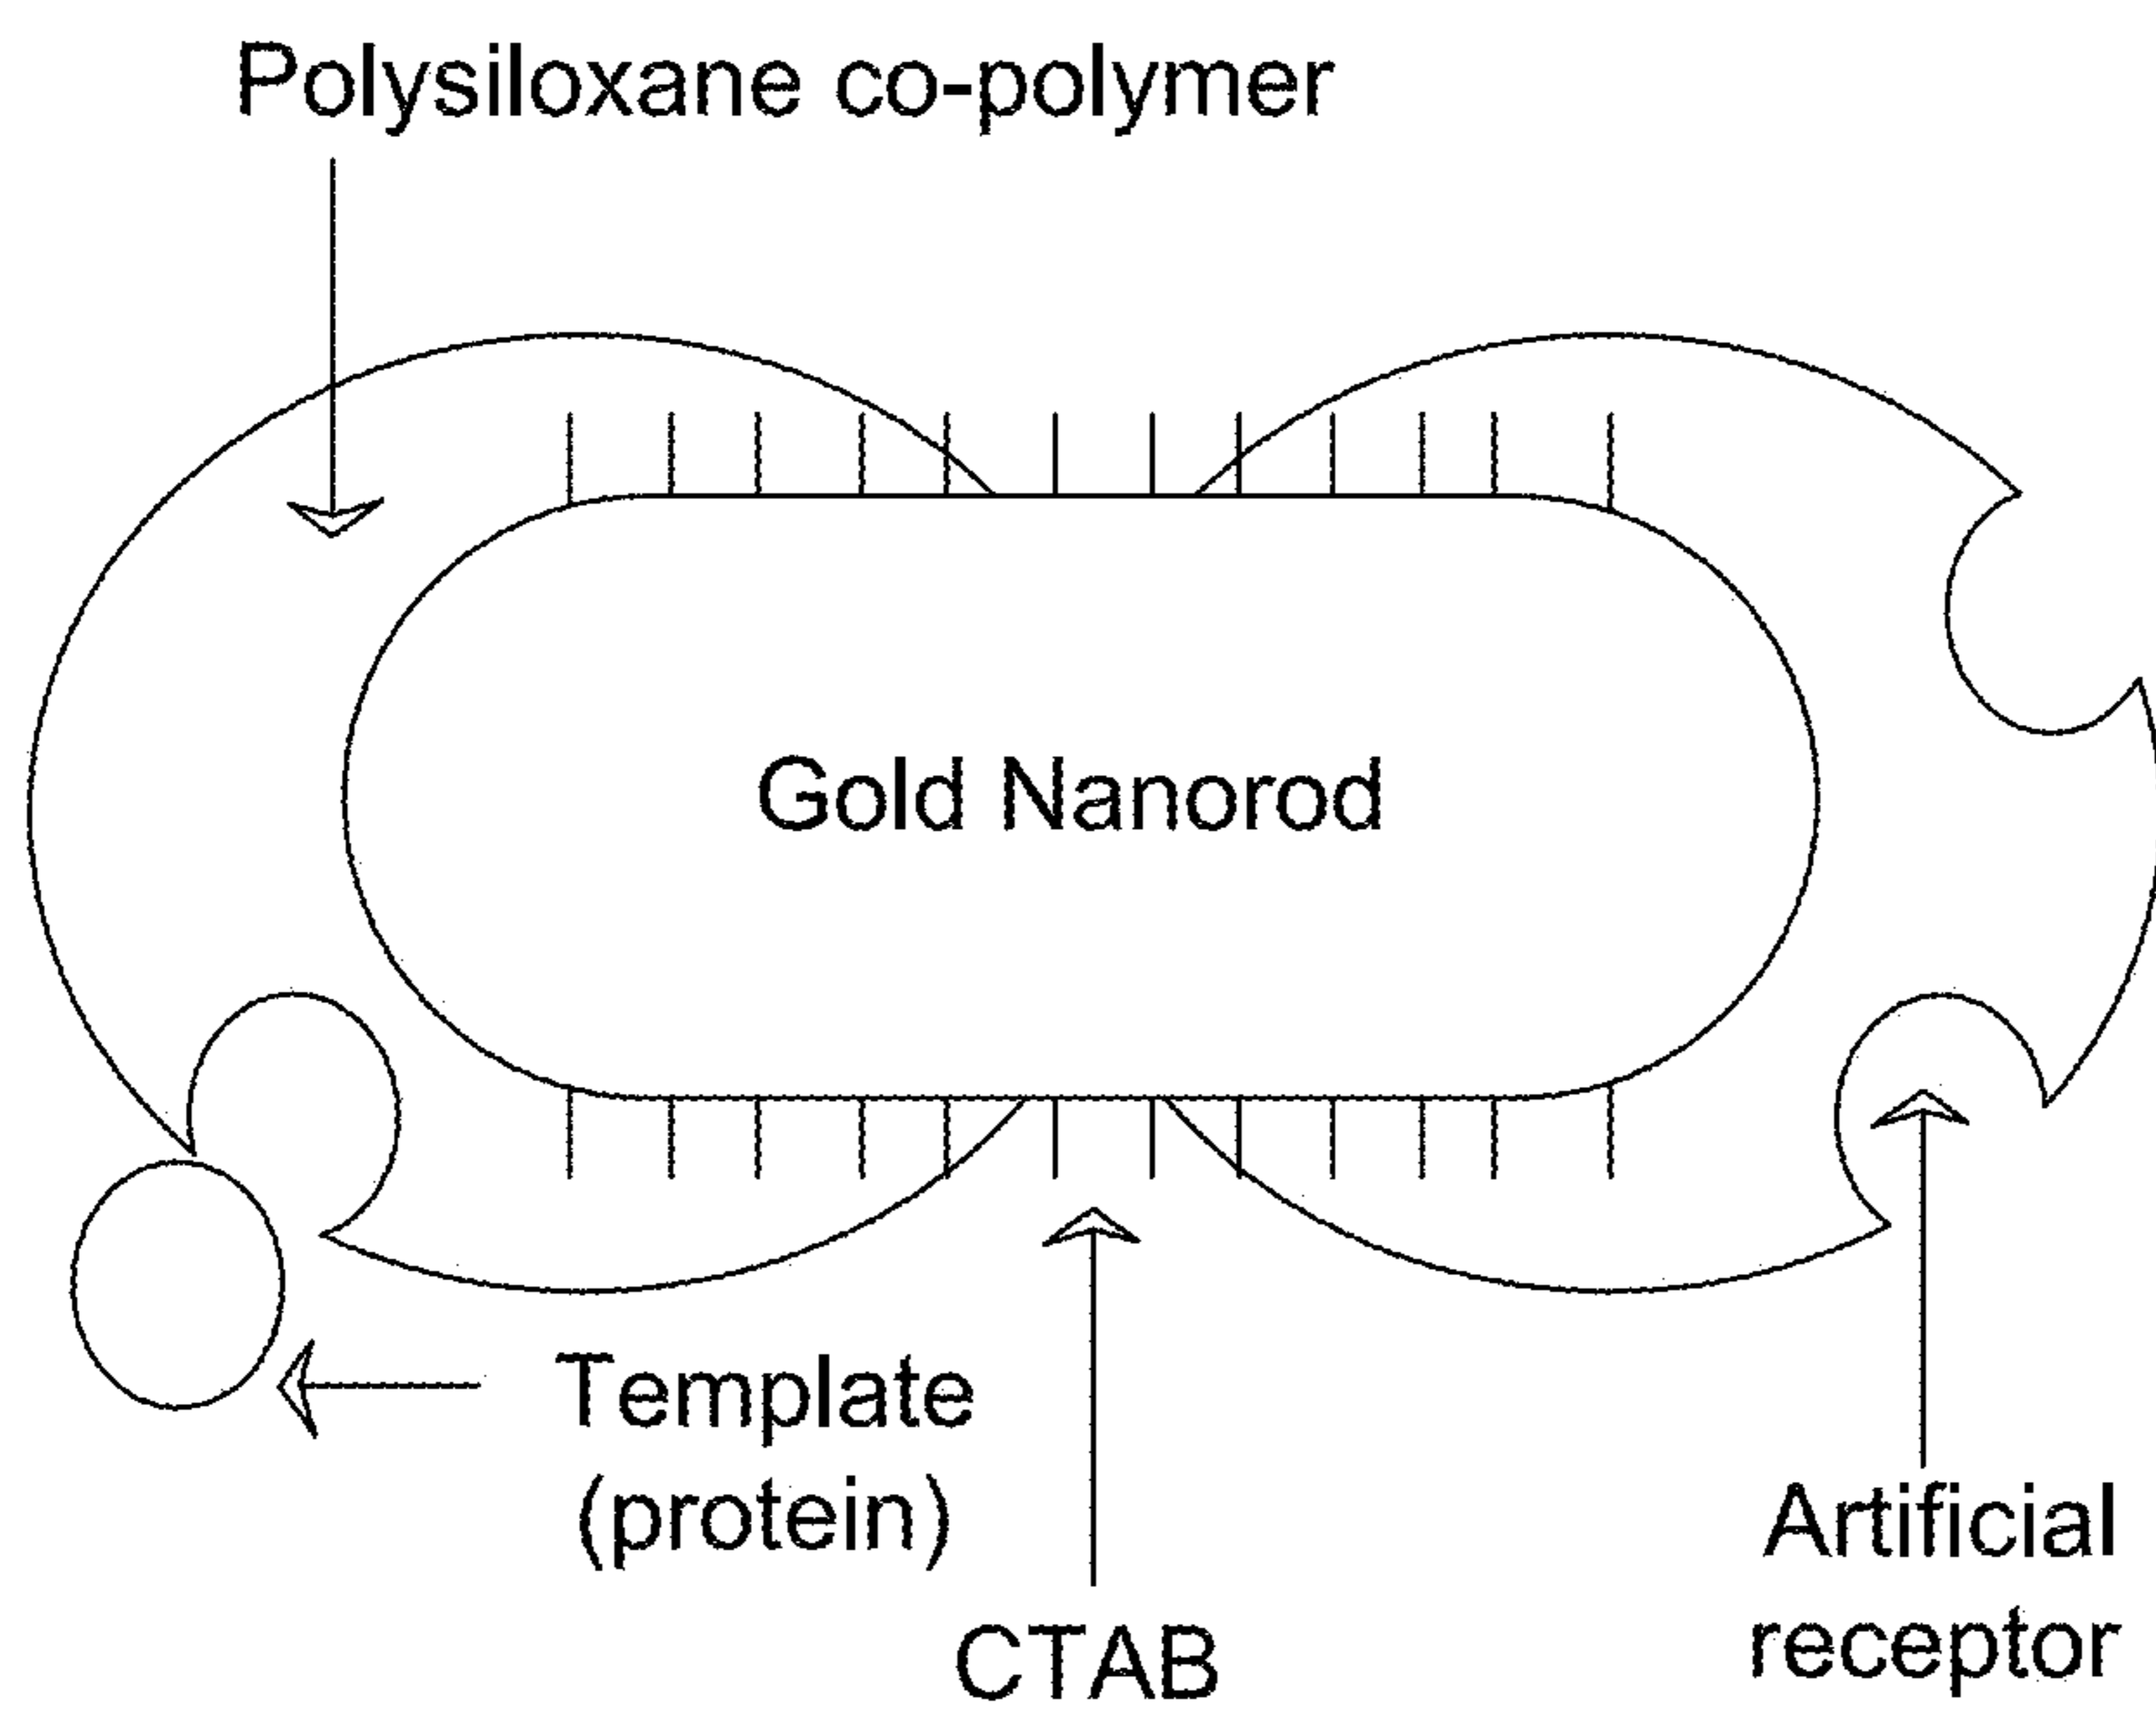 Polysiloxane co-polymer
Gold Nanorod
Template
(protein)
CTAB
Artificial
receptor